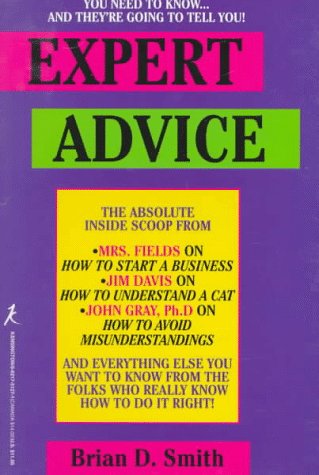 YOU NEED TO KNOW...
AND THEY'RE GOING TO TELL YOU!
EXPERT
ADVICE
THE ABSOLUTE
INSIDE SCOOP FROM
•MRS. FIELDS ON
HOW TO START A BUSINESS
•JIM DAVIS ON
HOW TO UNDERSTAND A CAT
•JOHN GRAY, Ph.D ON
HOW TO AVOID
MISUNDERSTANDINGS
AND EVERYTHING ELSE YOU
WANT TO KNOW FROM THE
FOLKS WHO REALLY KNOW
HOW TO DO IT RIGHT!
Brian D. Smith